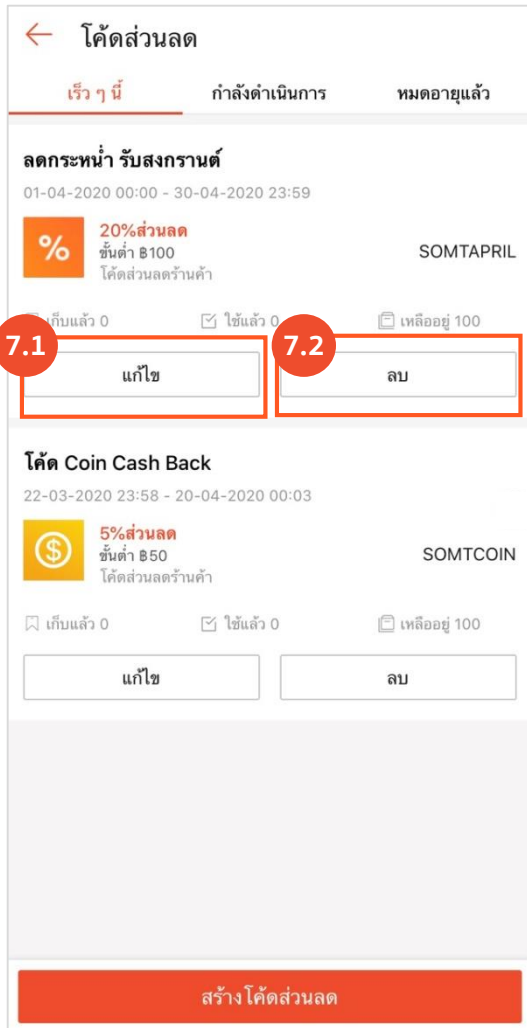 โค้ดส่วนลด
เร็ว ๆ นี้ กำลังดำเนินการ หมดอายุแล้ว
ลดกระหน่ำ รับสงกรานต์
01-04-2020 00:00 - 30-04-2020 23:59
%
20%ส่วนลด
ขั้นต่ำ ฿100
โค้ดส่วนลดร้านค้า
SOMTAPRIL
เก็บแล้ว 0 ใช้แล้ว 0 เหลืออยู่ 100
7.1 7.2
แก้ไข ลบ
โค้ด Coin Cash Back
22-03-2020 23:58 - 20-04-2020 00:03
$
5%ส่วนลด
ขั้นต่ำ ฿50
โค้ดส่วนลดร้านค้า
SOMTCOIN
เก็บแล้ว 0 ใช้แล้ว 0 เหลืออยู่ 100
แก้ไข ลบ
สร้างโค้ดส่วนลด